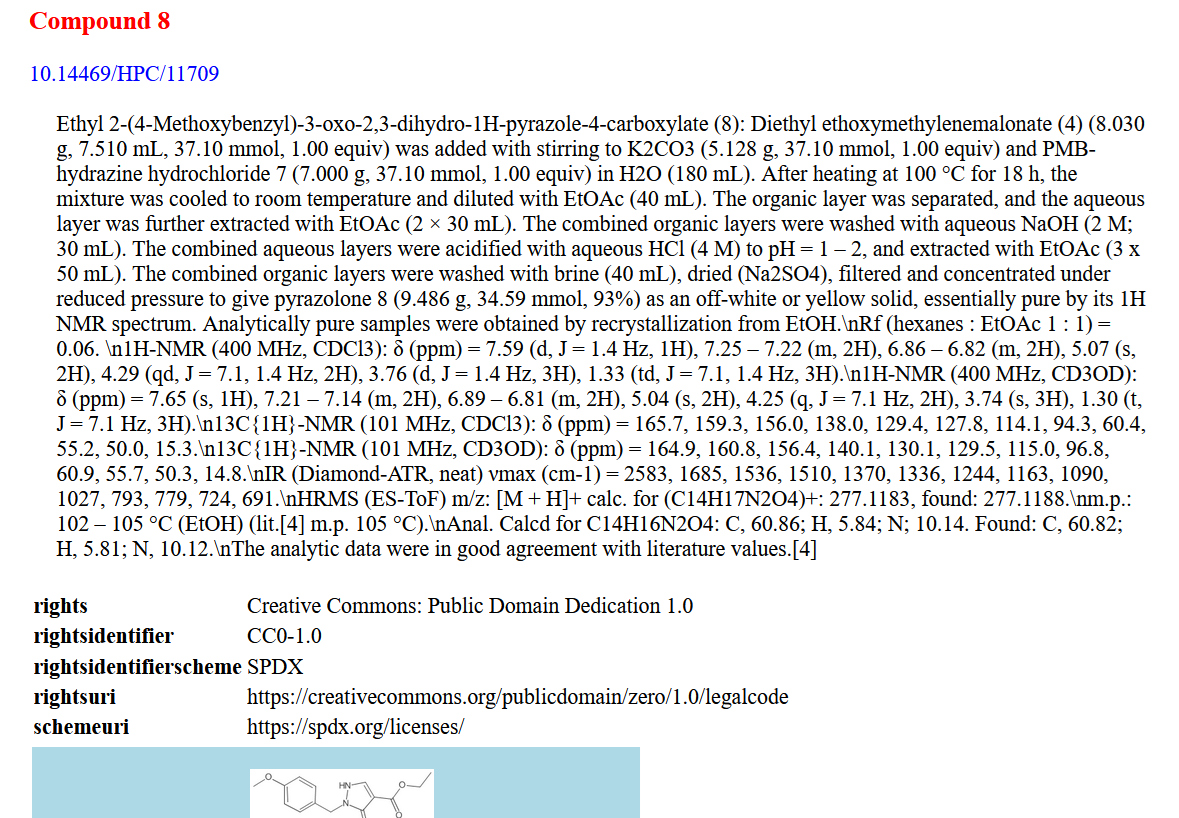 Compound 8
10.14469/HPC/11709
Ethyl 2-(4-Methoxybenzyl)-3-oxo-2,3-dihydro-1H-pyrazole-4-carboxylate (8): Diethyl ethoxymethylenemalonate (4) (8.030
g, 7.510 mL, 37.10 mmol, 1.00 equiv) was added with stirring to K2CO3 (5.128 g, 37.10 mmol, 1.00 equiv) and PMB-
hydrazine hydrochloride 7 (7.000 g, 37.10 mmol, 1.00 equiv) in H2O (180 mL). After heating at 100 °C for 18 h, the
mixture was cooled to room temperature and diluted with EtOAc (40 mL). The organic layer was separated, and the aqueous
layer was further extracted with EtOAc (2 × 30 mL). The combined organic layers were washed with aqueous NaOH (2 M;
30 mL). The combined aqueous layers were acidified with aqueous HCl (4 M) to pH = 1 – 2, and extracted with EtOAc (3 x
50 mL). The combined organic layers were washed with brine (40 mL), dried (Na2SO4), filtered and concentrated under
reduced pressure to give pyrazolone 8 (9.486 g, 34.59 mmol, 93%) as an off-white or yellow solid, essentially pure by its 1H
NMR spectrum. Analytically pure samples were obtained by recrystallization from EtOH.\nRf (hexanes : EtOAc 1 : 1) =
0.06. \n1H-NMR (400 MHz, CDCl3): δ (ppm) = 7.59 (d, J = 1.4 Hz, 1H), 7.25 – 7.22 (m, 2H), 6.86 – 6.82 (m, 2H), 5.07 (s,
2H), 4.29 (qd, J = 7.1, 1.4 Hz, 2H), 3.76 (d, J = 1.4 Hz, 3H), 1.33 (td, J = 7.1, 1.4 Hz, 3H).\n1H-NMR (400 MHz, CD3OD):
δ (ppm) = 7.65 (s, 1H), 7.21 – 7.14 (m, 2H), 6.89 – 6.81 (m, 2H), 5.04 (s, 2H), 4.25 (q, J = 7.1 Hz, 2H), 3.74 (s, 3H), 1.30 (t,
J = 7.1 Hz, 3H).\n13C{1H}-NMR (101 MHz, CDCl3): δ (ppm) = 165.7, 159.3, 156.0, 138.0, 129.4, 127.8, 114.1, 94.3, 60.4,
55.2, 50.0, 15.3.\n13C{1H}-NMR (101 MHz, CD3OD): δ (ppm) = 164.9, 160.8, 156.4, 140.1, 130.1, 129.5, 115.0, 96.8,
60.9, 55.7, 50.3, 14.8.\nIR (Diamond-ATR, neat) νmax (cm-1) = 2583, 1685, 1536, 1510, 1370, 1336, 1244, 1163, 1090,
1027, 793, 779, 724, 691.\nHRMS (ES-ToF) m/z: [M + H]+ calc. for (C14H17N2O4)+: 277.1183, found: 277.1188.\nm.p.:
102 – 105 °C (EtOH) (lit.[4] m.p. 105 °C).\nAnal. Calcd for C14H16N2O4: C, 60.86; H, 5.84; N; 10.14. Found: C, 60.82;
H, 5.81; N, 10.12.\nThe analytic data were in good agreement with literature values.[4]
rights Creative Commons: Public Domain Dedication 1.0
rightsidentifier CC0-1.0
rightsidentifierscheme SPDX
rightsuri https://creativecommons.org/publicdomain/zero/1.0/legalcode
schemeuri https://spdx.org/licenses/
O HN O
N O